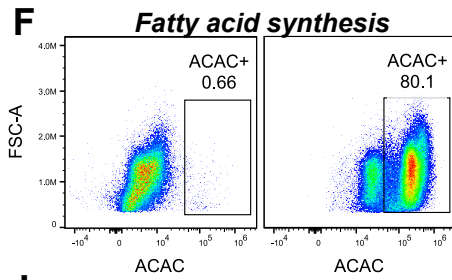 F
Fatty acid synthesis
FSC-A
4.0M
3.0M
2.0M
1.0M
0
ACAC+
0.66
-10^4
0
10^4
10^5
10^6
ACAC
ACAC+
80.1
-10^4
0
10^4
10^5
10^6
ACAC